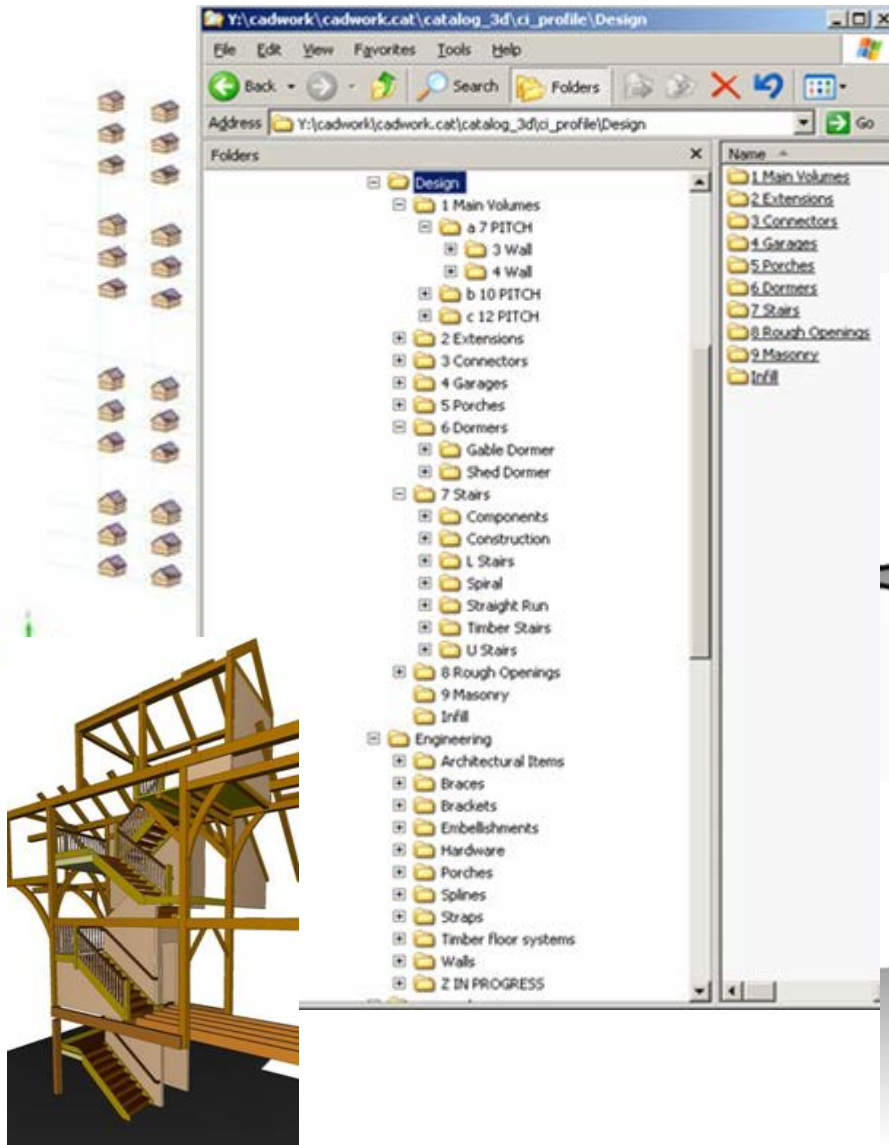 Y:\cadwork\cadwork.cat\catalog_3d\ci_profile\Design
File Edit View Favorites Tools Help
Back Search Folders
Address Y:\cadwork\cadwork.cat\catalog_3d\ci_profile\Design Go
Folders
Design
1 Main Volumes
a 7 PITCH
3 Wall
4 Wall
b 10 PITCH
c 12 PITCH
2 Extensions
3 Connectors
4 Garages
5 Porches
6 Dormers
Gable Dormer
Shed Dormer
7 Stairs
Components
Construction
L Stairs
Spiral
Straight Run
Timber Stairs
U Stairs
8 Rough Openings
9 Masonry
Infill
Engineering
Architectural Items
Braces
Brackets
Embellishments
Hardware
Porches
Splines
Straps
Timber floor systems
Walls
Z IN PROGRESS
Name
1 Main Volumes
2 Extensions
3 Connectors
4 Garages
5 Porches
6 Dormers
7 Stairs
8 Rough Openings
9 Masonry
Infill